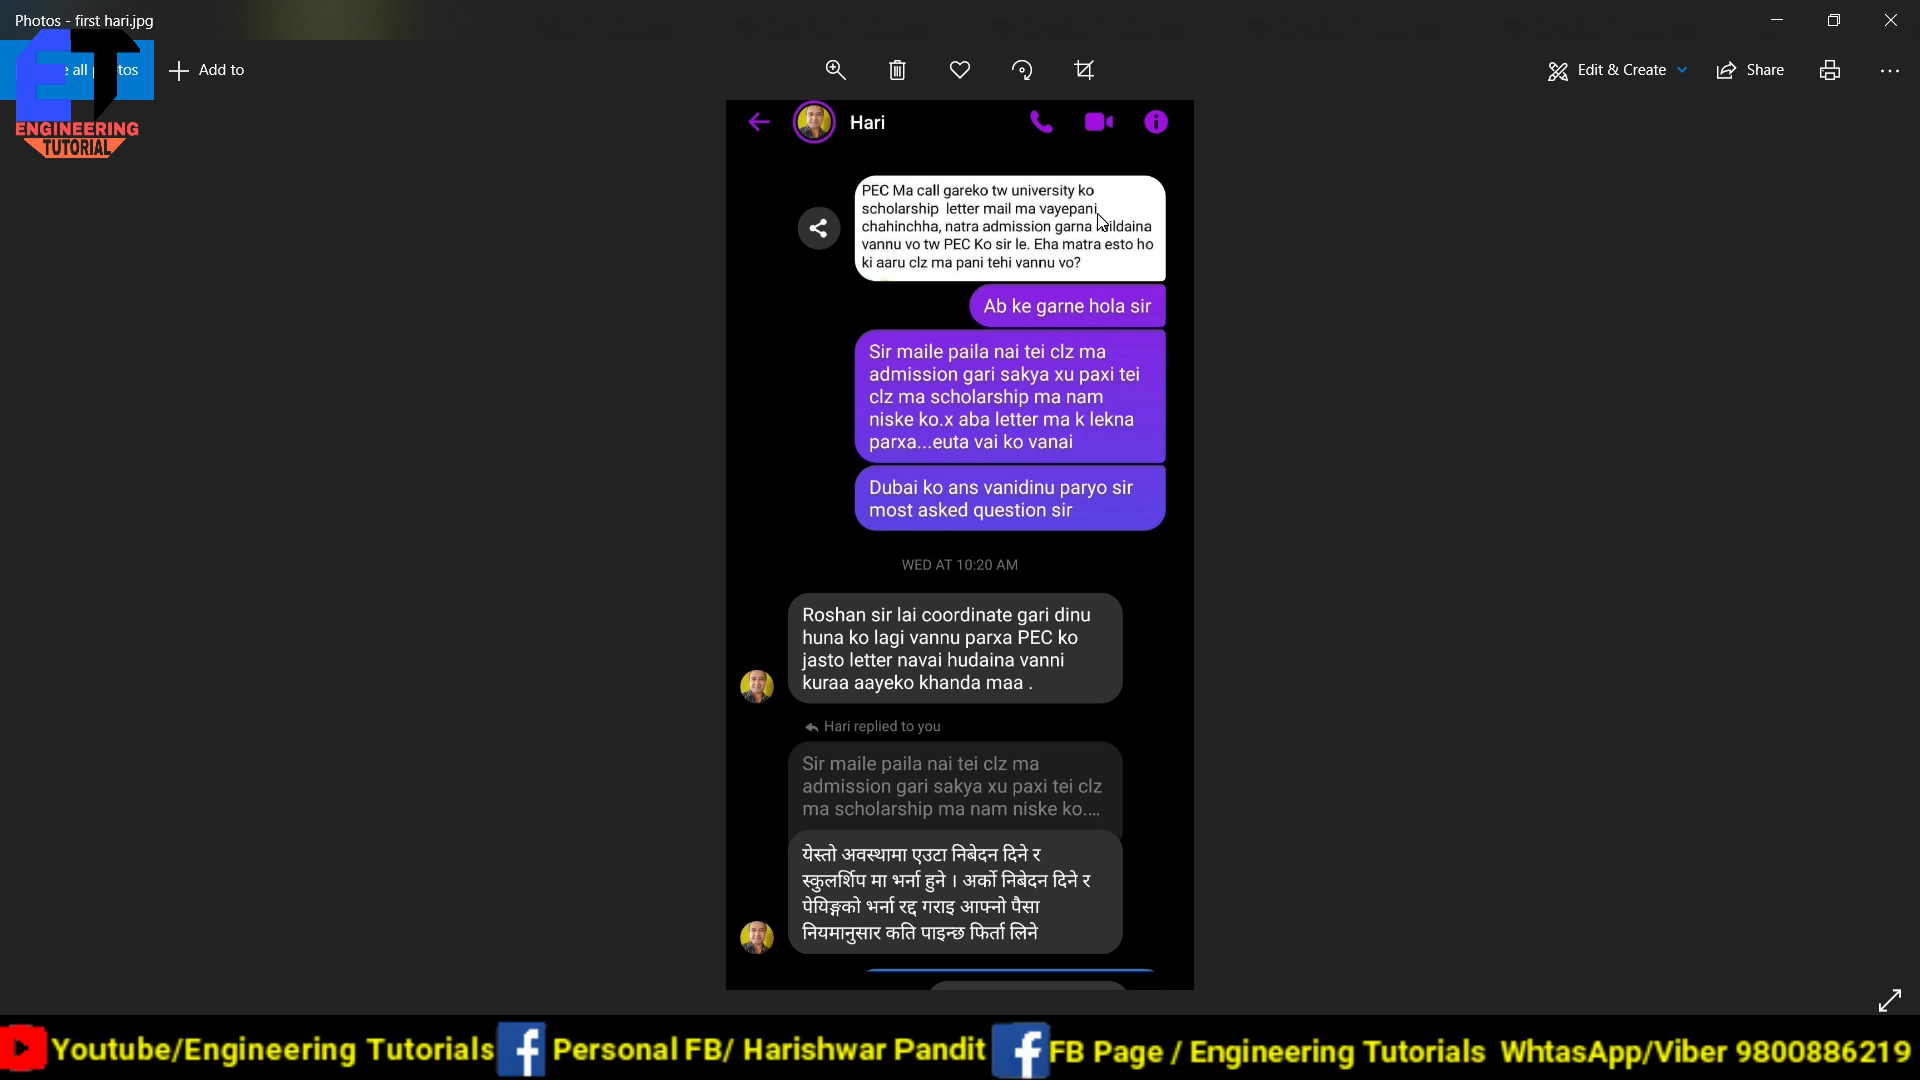 Photos - first hari.jpg
e all otos
Add to
Edit & Create
Share
ENGINEERING
TUTORIAL
Hari
PEC Ma call gareko tw university ko
scholarship letter mail ma vayepani
chahinchha, natra admission garna
vannu vo tw PEC Ko sir le. Eha matra esto ho
ki aaru clz ma pani tehi vannu vo?
Ab ke garne hola sir
Sir maile paila nai tei clz ma
admission gari sakya xu paxi tei
clz ma scholarship ma nam
niske ko.x aba letter ma k lekna
parxa...euta vai ko vanai
Dubai ko ans vanidinu paryo sir
most asked question sir
WED AT 10:20 AM
Roshan sir lai coordinate gari dinu
huna ko lagi vannu parxa PEC ko
jasto letter navai hudaina vanni
kuraa aayeko khanda maa .
Hari replied to you
Sir maile paila nai tei clz ma
admission gari sakya xu paxi tei clz
ma scholarship ma nam niske ko....
येस्तो अवस्थामा एउटा निबेदन दिने र
स्कुलर्शिप मा भर्ना हुने । अर्को निबेदन दिने र
पेयिङ्गको भर्ना रद्द गराइ आफ्नो पैसा
नियमानुसार कति पाइन्छ फिर्ता लिने
Youtube/Engineering Tutorials Personal FB/ Harishwar Pandit FB Page / Engineering Tutorials WhtasApp/Viber 9800886219